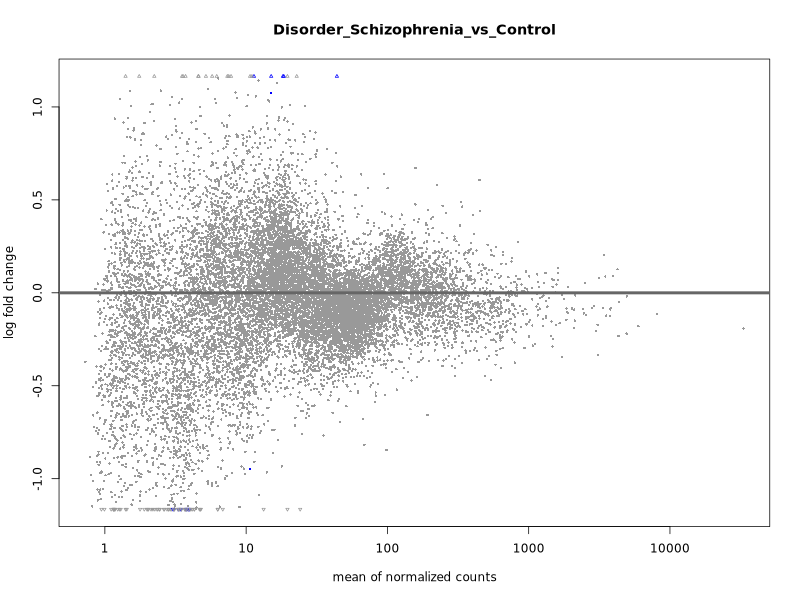 Disorder_Schizophrenia_vs_Control
log fold change
1.0
0.5
0.0
-0.5
-1.0
1 10 100 1000 10000
mean of normalized counts